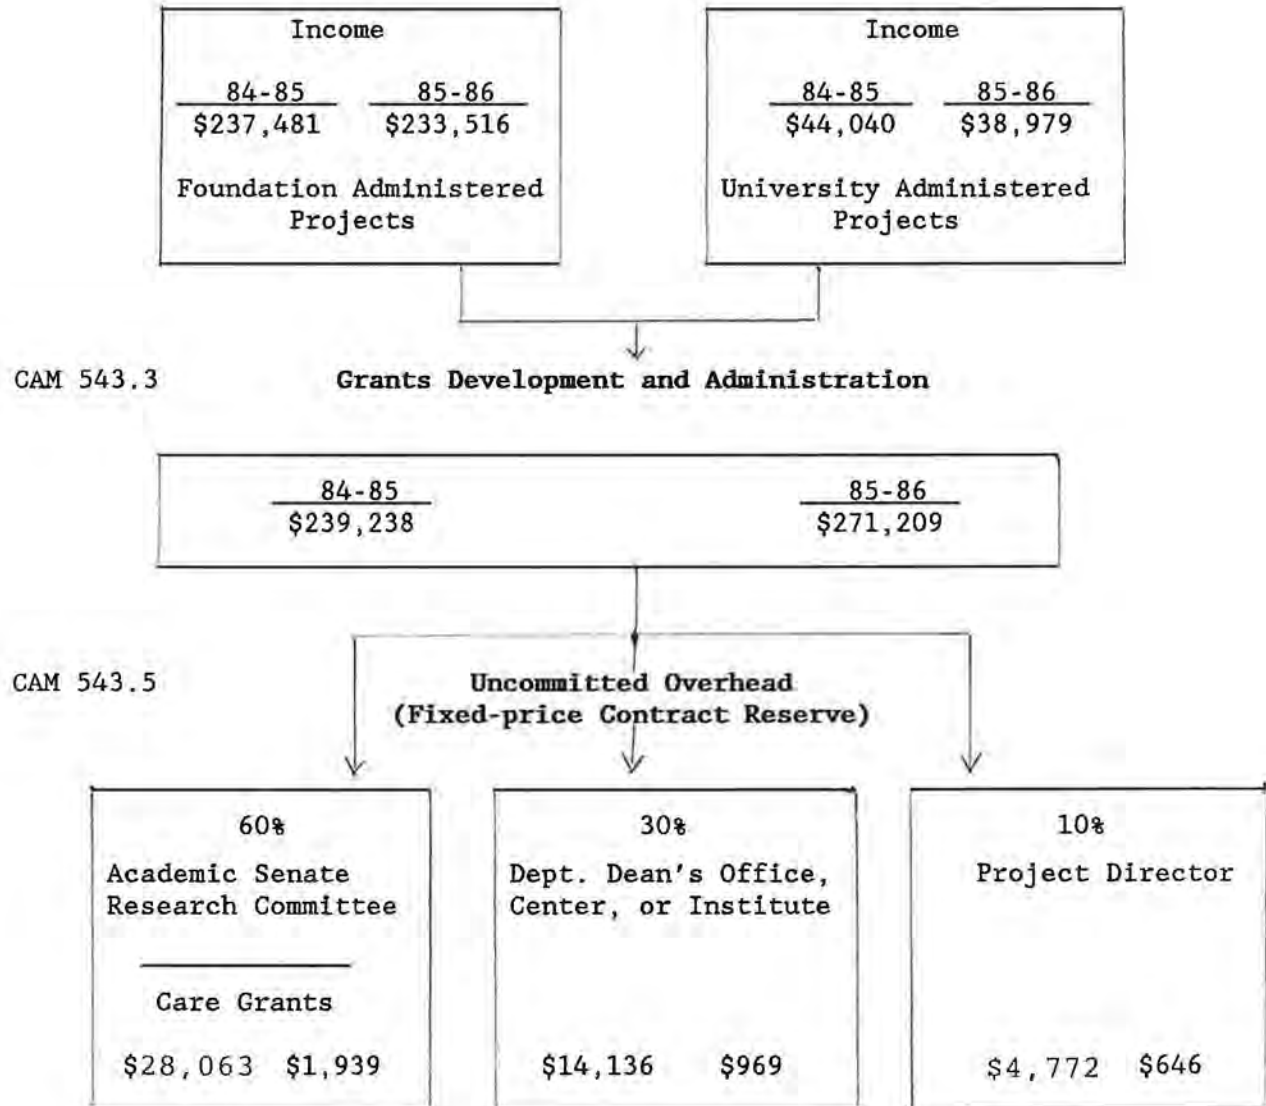 Income
84-85 85-86
$237,481 $233,516
Foundation Administered
Projects
Income
84-85 85-86
$44,040 $38,979
University Administered
Projects
CAM 543.3
Grants Development and Administration
84-85 85-86
$239,238 $271,209
CAM 543.5
Uncommitted Overhead
(Fixed-price Contract Reserve)
60%
Academic Senate
Research Committee
Care Grants
$28,063 $1,939
30%
Dept. Dean's Office,
Center, or Institute
$14,136 $969
10%
Project Director
$4,772 $646